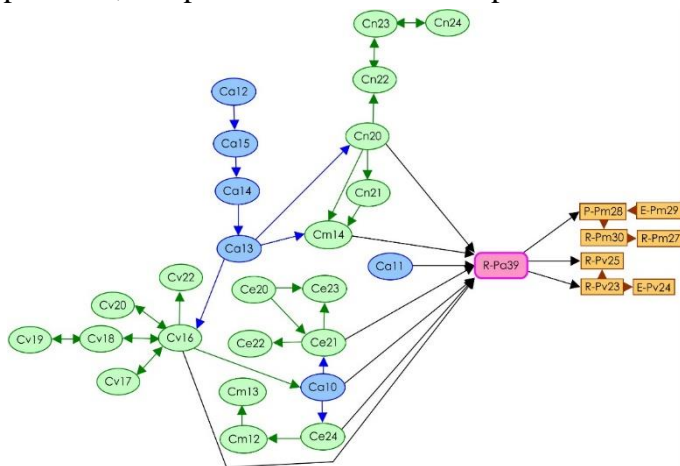 Cn23
Cn24
Cn22
Ca12
Cn20
Ca15
Ca14
Cn21
P-Pm28
E-Pm29
Cm14
R-Pm30
R-Pm27
Ca13
Ca11
R-Pa39
R-Pv25
Cv22
Ce20
Ce23
R-Pv23
E-Pv24
Cv20
Cv19
Cv18
Cv16
Ce22
Ce21
Cv17
Cm13
Ca10
Cm12
Ce24